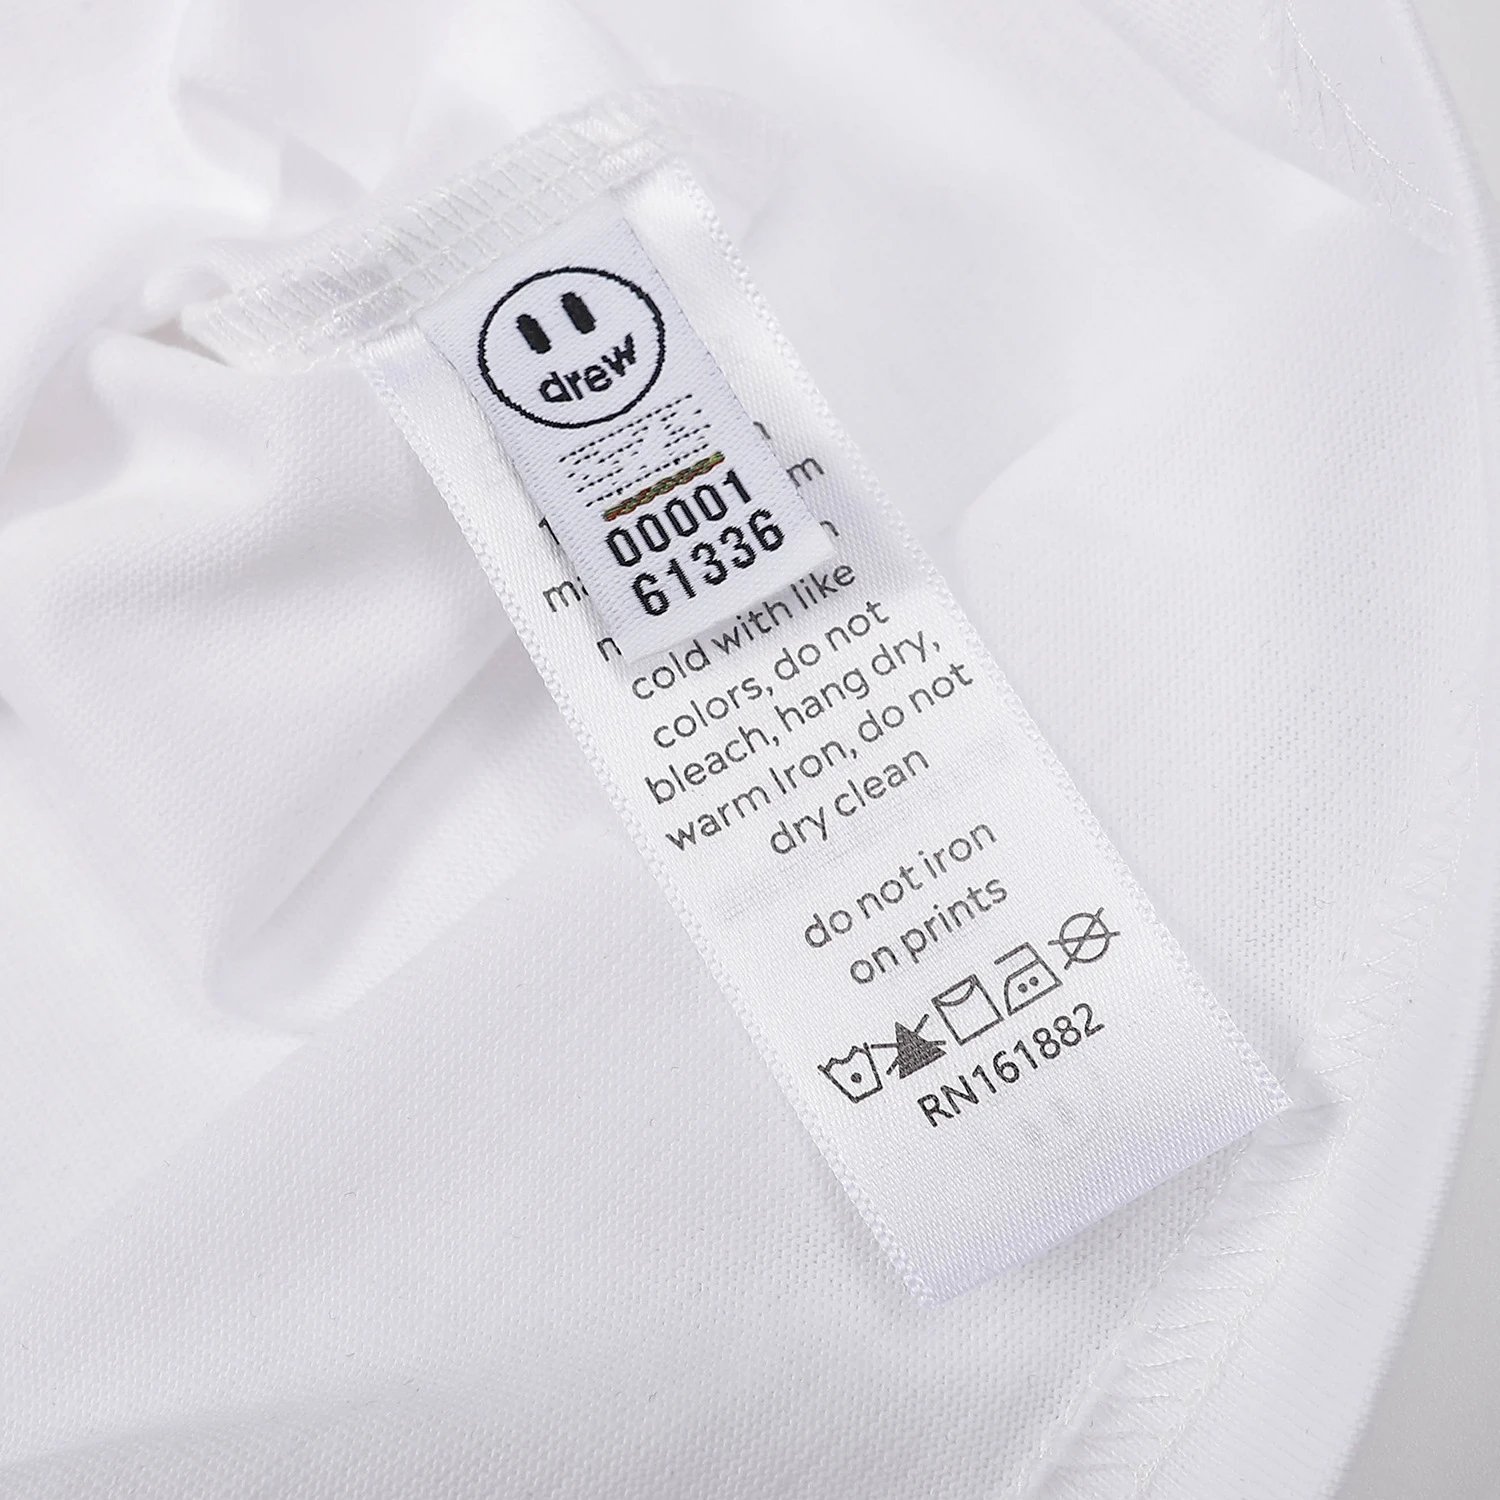 drew
00001
61336
cold with like
colors, do not
bleach, hang dry,
warm Iron, do not
dry clean
do not iron
on prints
RN161882